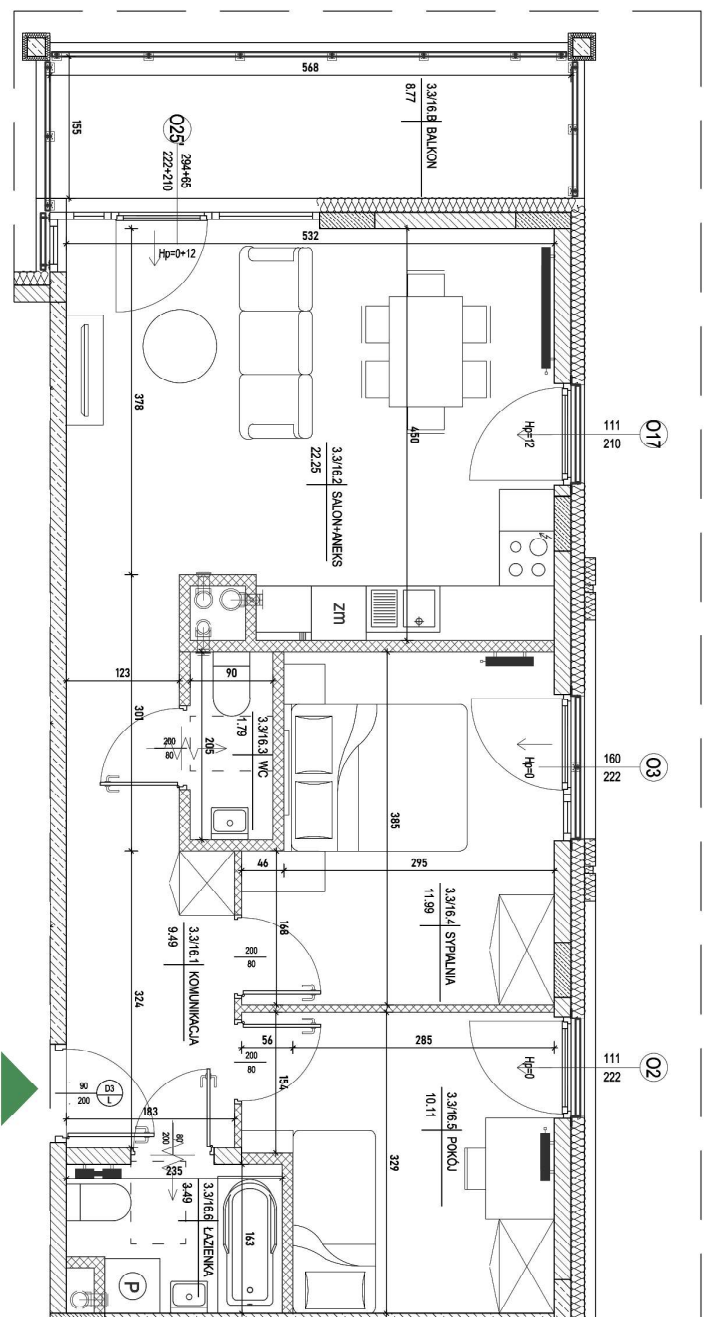 568
155
3.3/16.B BALKON
8.77
O25'
294+65
222+210
532
Hp=0+12
378
450
3.3/16.2 SALON+ANEKS
22.25
Hp=12
111
210
O17
zm
123
90
301
200
80
205
3.3/16.3 WC
1.79
385
Hp=0
160
222
O3
46
295
168
3.3/16.4 SYPIALNIA
11.99
3.3/16.1 KOMUNIKACJA
9.49
200
80
324
56
285
200
80
154
Hp=0
111
222
O2
90
200
D3
L
183
80
200
3.3/16.5 POKÓJ
10.11
329
235
3.3/16.6 ŁAZIENKA
3.49
163
P